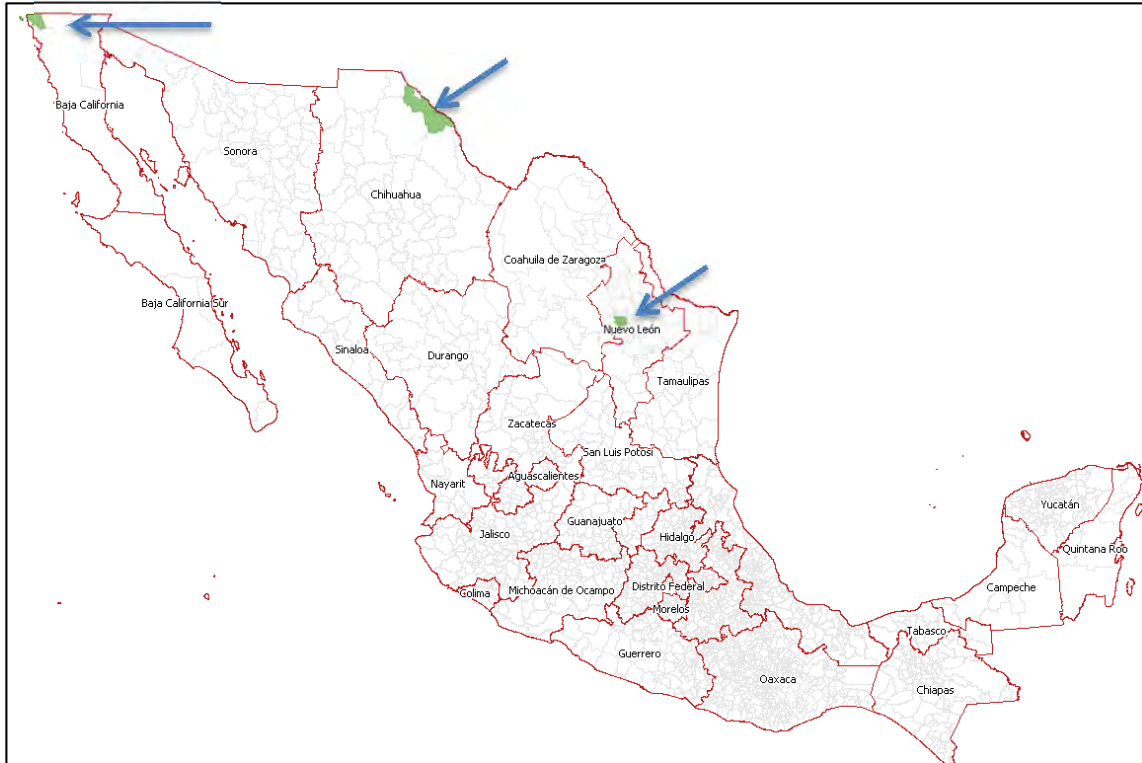 Baja California
Sonora
Chihuahua
Coahuila de Zaragoza
Baja California Sur
Nuevo León
Sinaloa
Durango
Tamaulipas
Zacatecas
San Luis Potosí
Nayarit
Aguascalientes
Guanajuato
Jalisco
Hidalgo
Yucatán
Quintana Roo
Distrito Federal
Michoacán de Ocampo
Colima
Campeche
Morelos
Tabasco
Guerrero
Oaxaca
Chiapas